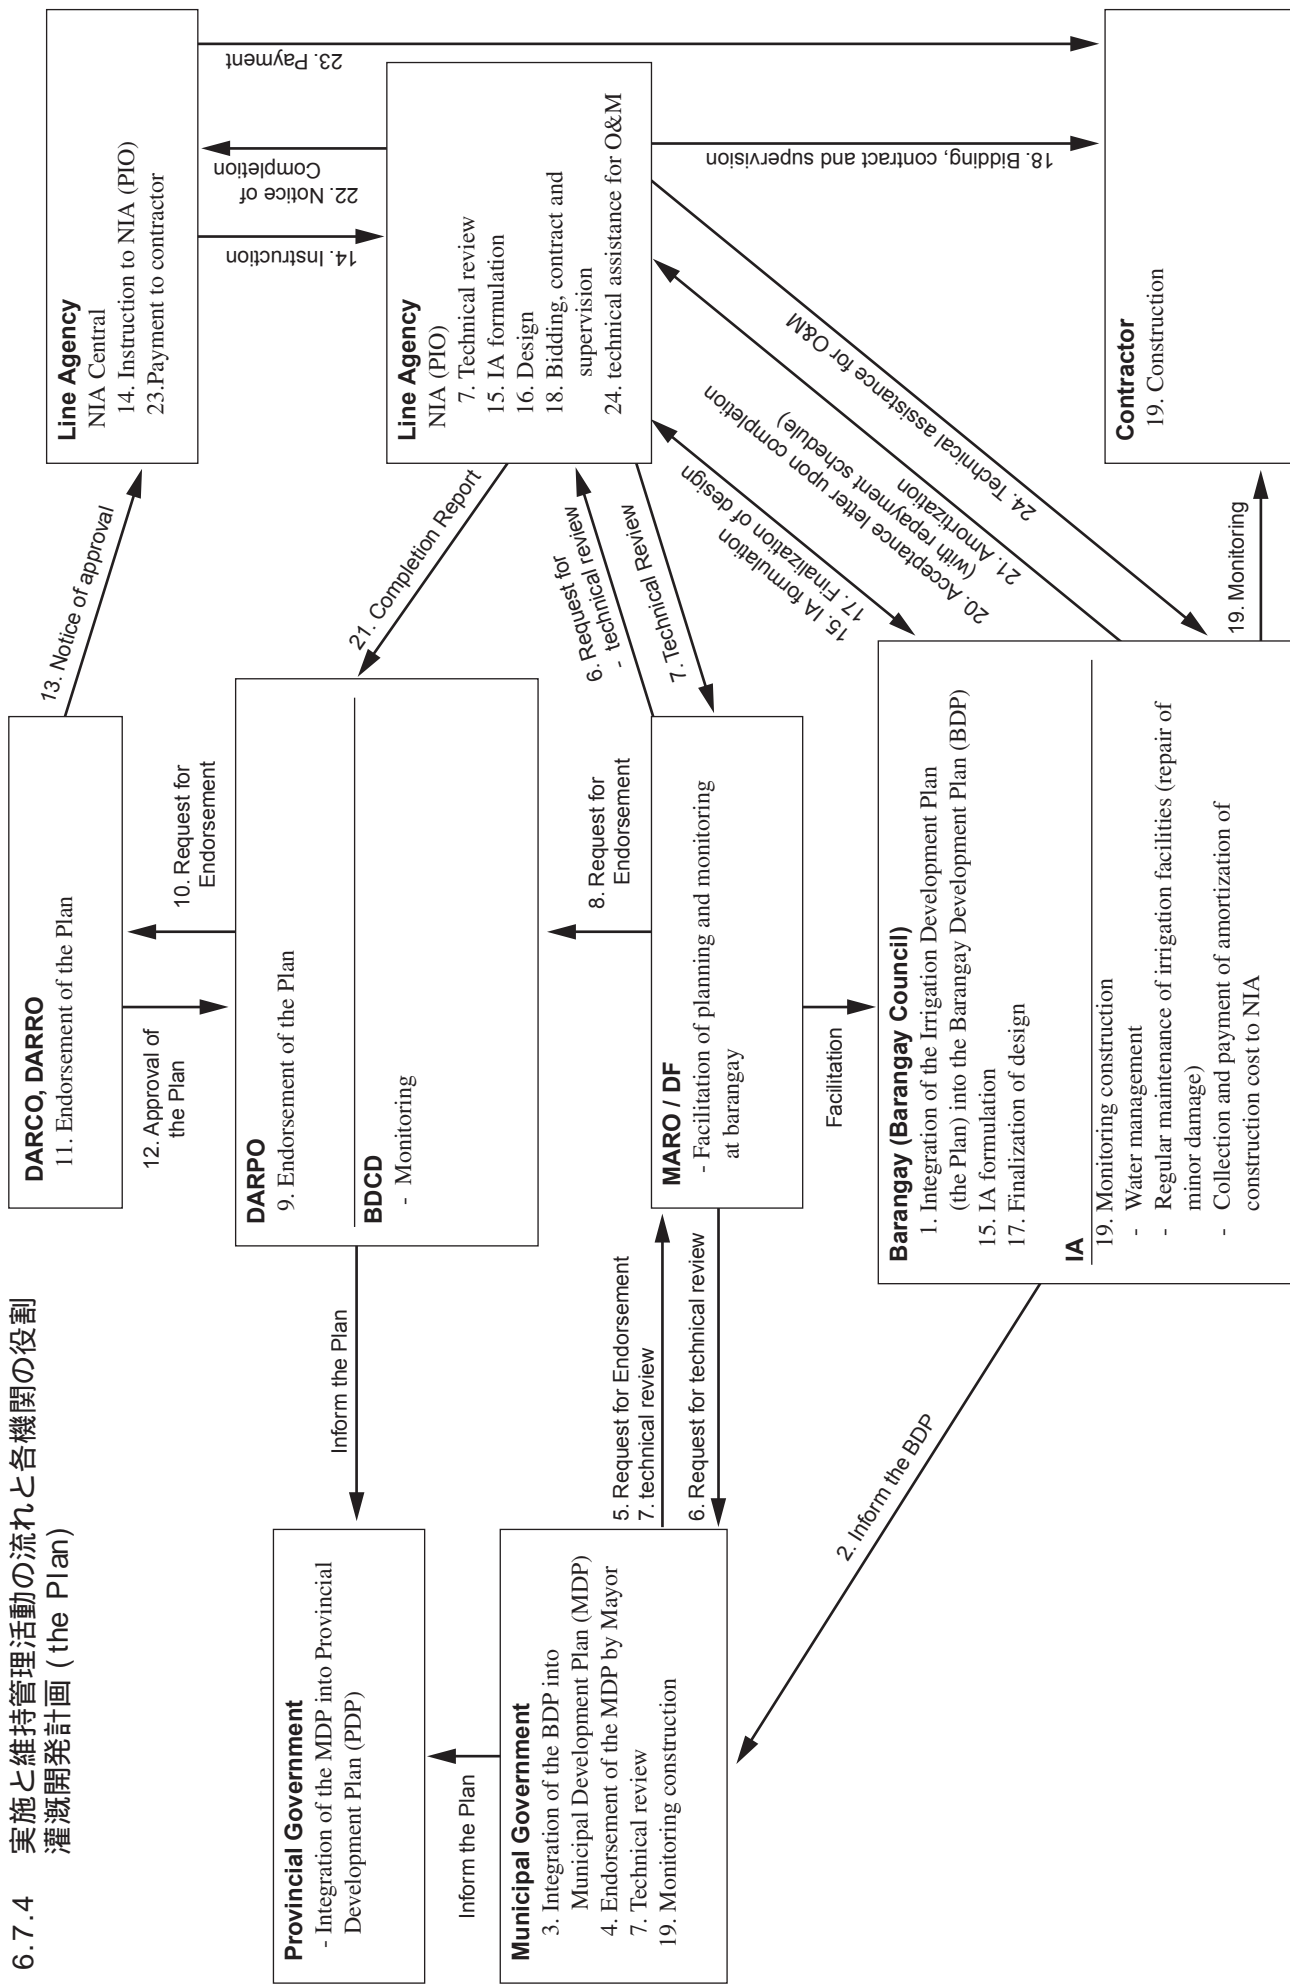 6.7.4 実施と維持管理活動の流れと各機関の役割
灌漑開発計画 (the Plan)
DARCO, DARRO
11. Endorsement of the Plan
13. Notice of approval
Line Agency
NIA Central
14. Instruction to NIA (PIO)
23.Payment to contractor
12. Approval of
the Plan
10. Request for
Endorsement
14. Instruction
22. Notice of
Completion
23. Payment
Provincial Government
- Integration of the MDP into Provincial
Development Plan (PDP)
Inform the Plan
DARPO
9. Endorsement of the Plan
BDCD
- Monitoring
21. Completion Report
Line Agency
NIA (PIO)
7. Technical review
15. IA formulation
16. Design
18. Bidding, contract and
supervision
24. technical assistance for O&M
Inform the Plan
8. Request for
Endorsement
6. Request for
- technical review
7. Technical Review
Municipal Government
3. Integration of the BDP into
Municipal Development Plan (MDP)
4. Endorsement of the MDP by Mayor
7. Technical review
19. Monitoring construction
5. Request for Endorsement
7. technical review
6. Request for technical review
MARO / DF
- Facilitation of planning and monitoring
at barangay
15. IA formulation
17. Finalization of design
20. Acceptance letter upon completion
21. Amortization
(with repayment schedule)
24. Technical assistance for O&M
18. Bidding, contract and supervision
Facilitation
2. Inform the BDP
Barangay (Barangay Council)
1. Integration of the Irrigation Development Plan
(the Plan) into the Barangay Development Plan (BDP)
15. IA formulation
17. Finalization of design
IA
19. Monitoring construction
- Water management
- Regular maintenance of irrigation facilities (repair of
minor damage)
- Collection and payment of amortization of
construction cost to NIA
19. Monitoring
Contractor
19. Construction